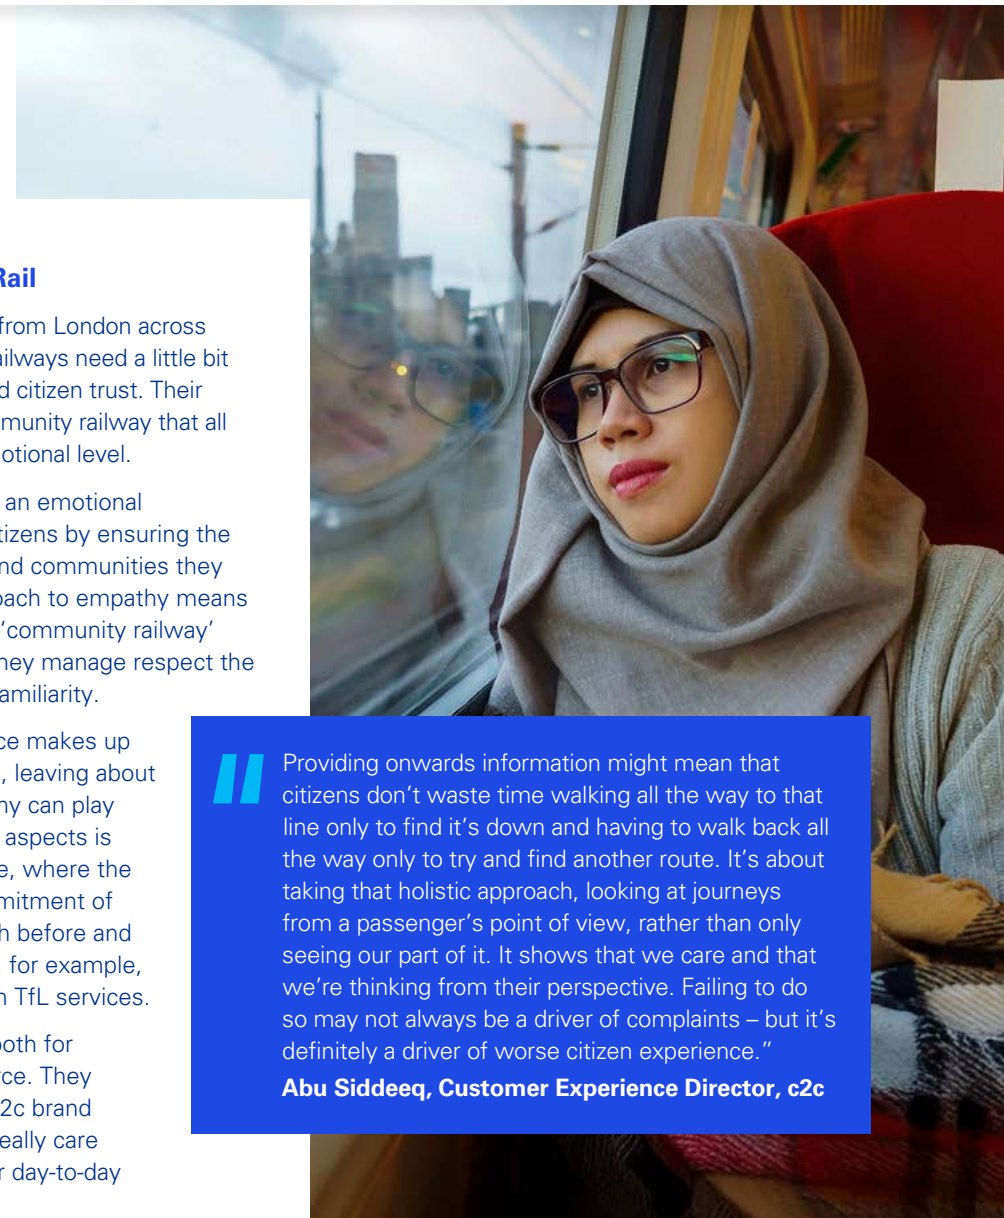 Rail
from London across
ailways need a little bit
d citizen trust. Their
munity railway that all
otional level.
an emotional
tizens by ensuring the
nd communities they
oach to empathy means
‘community railway’
hey manage respect the
amiliarity.
ce makes up
, leaving about
hy can play
aspects is
e, where the
mitment of
h before and
for example,
n TfL services.
both for
rce. They
2c brand
eally care
r day-to-day
Providing onwards information might mean that
citizens don’t waste time walking all the way to that
line only to find it’s down and having to walk back all
the way only to try and find another route. It’s about
taking that holistic approach, looking at journeys
from a passenger’s point of view, rather than only
seeing our part of it. It shows that we care and that
we’re thinking from their perspective. Failing to do
so may not always be a driver of complaints – but it’s
definitely a driver of worse citizen experience.”
Abu Siddeeq, Customer Experience Director, c2c